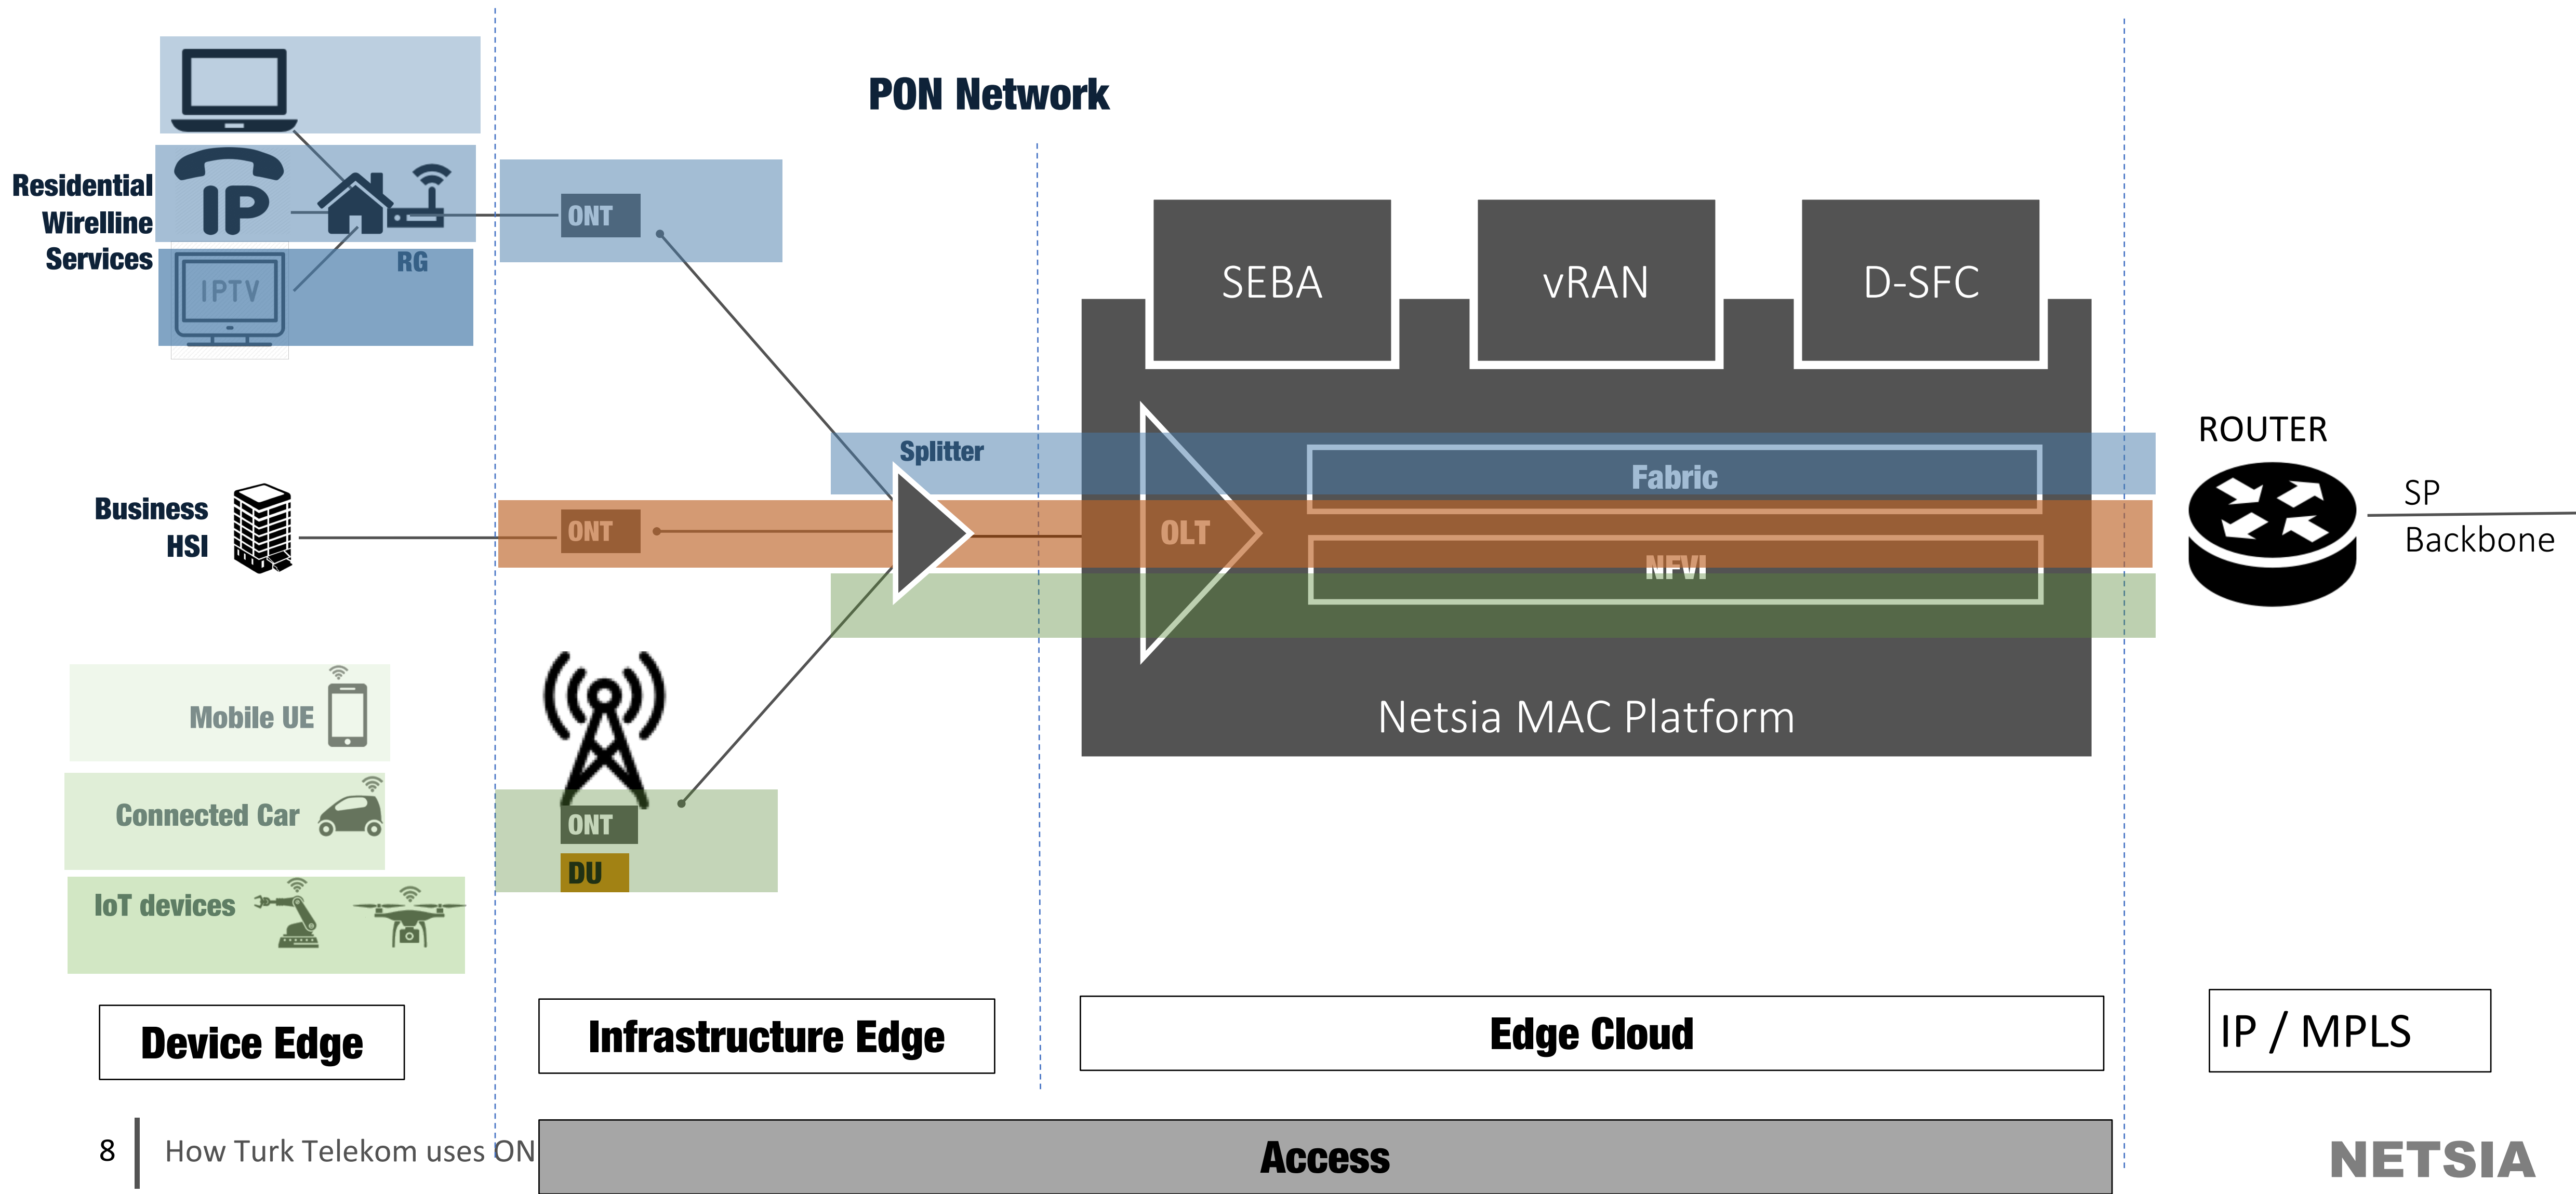 PON Network
Residential
Wirelline
Services
IP
RG
IPTV
ONT
SEBA
vRAN
D-SFC
Splitter
Fabric
ROUTER
Business
HSI
ONT
OLT
NFVI
SP
Backbone
Mobile UE
Netsia MAC Platform
Connected Car
ONT
DU
IoT devices
Device Edge
Infrastructure Edge
Edge Cloud
IP / MPLS
8
How Turk Telekom uses ON
Access
NETSIA